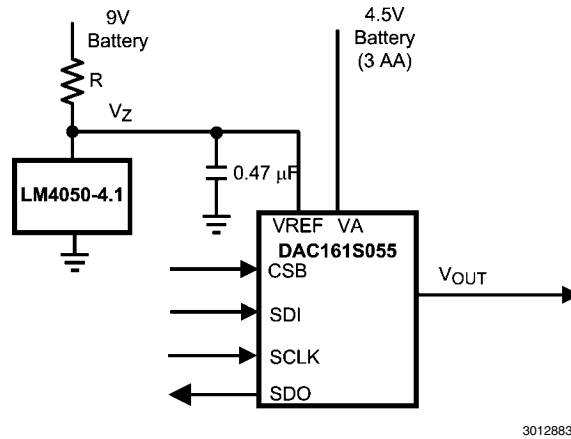 9V
Battery
4.5V
Battery
(3 AA)
R
VZ
LM4050-4.1
0.47 µF
VREF VA
DAC161S055
CSB
SDI
SCLK
SDO
VOUT
3012883